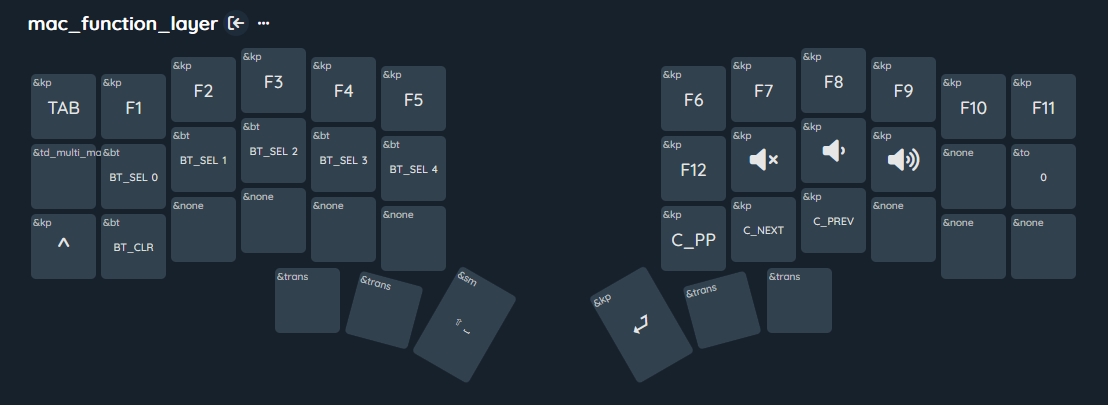 mac_function_layer
&kp TAB
&kp F1
&kp F2
&kp F3
&kp F4
&kp F5
&kp F6
&kp F7
&kp F8
&kp F9
&kp F10
&kp F11
&td_multi_ma
&bt BT_SEL 0
&bt BT_SEL 1
&bt BT_SEL 2
&bt BT_SEL 3
&bt BT_SEL 4
&kp F12
&kp
&kp
&kp
&none
&to 0
&kp ^
&bt BT_CLR
&none
&none
&none
&none
&kp C_PP
&kp C_NEXT
&kp C_PREV
&none
&none
&none
&trans
&trans
&sm
&kp
&trans
&trans